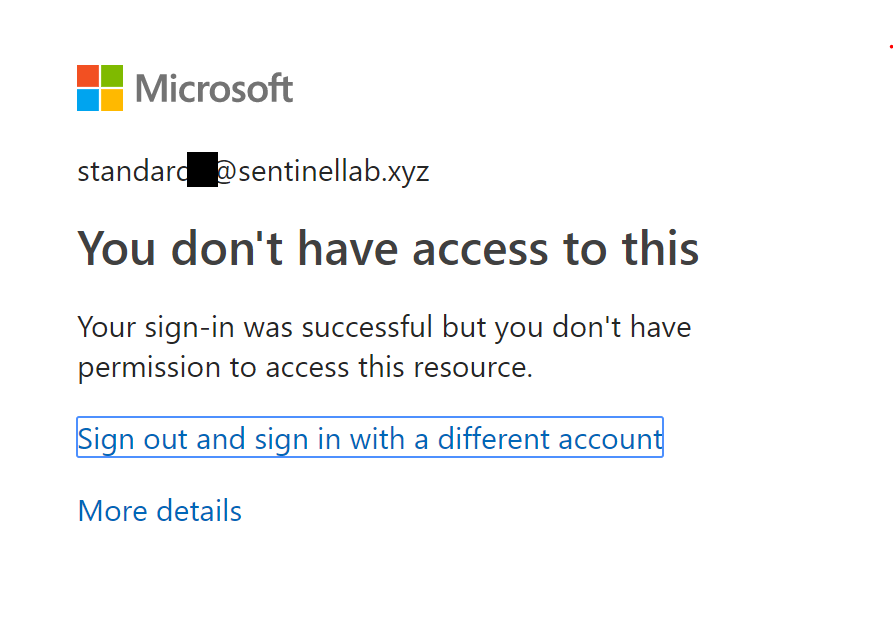 Microsoft
standard@sentinellab.xyz
You don't have access to this
Your sign-in was successful but you don't have
permission to access this resource.
Sign out and sign in with a different account
More details